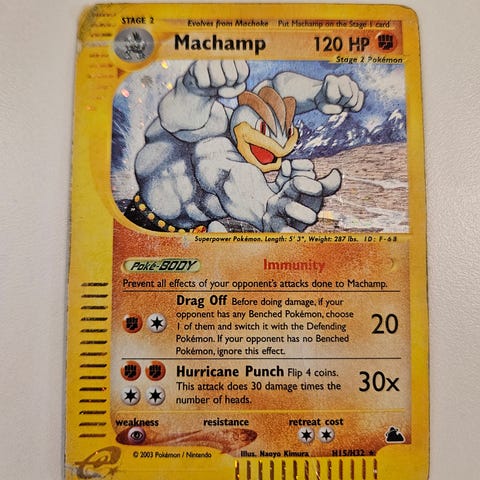 STAGE 2
Evolves from Machoke Put Machamp on the Stage 1 card
Machamp 120 HP
Stage 2 Pokémon
Superpower Pokémon. Length: 5' 3", Weight: 287 lbs. ID: F-68
Poké-BODY Immunity
Prevent all effects of your opponent's attacks done to Machamp.
Drag Off Before doing damage, if your
opponent has any Benched Pokémon, choose
1 of them and switch it with the Defending
Pokémon. If your opponent has no Benched
Pokémon, ignore this effect.
20
Hurricane Punch Flip 4 coins.
This attack does 30 damage times the
number of heads.
30x
weakness resistance retreat cost
© 2003 Pokémon / Nintendo Illus. Naoyo Kimura H15/H32